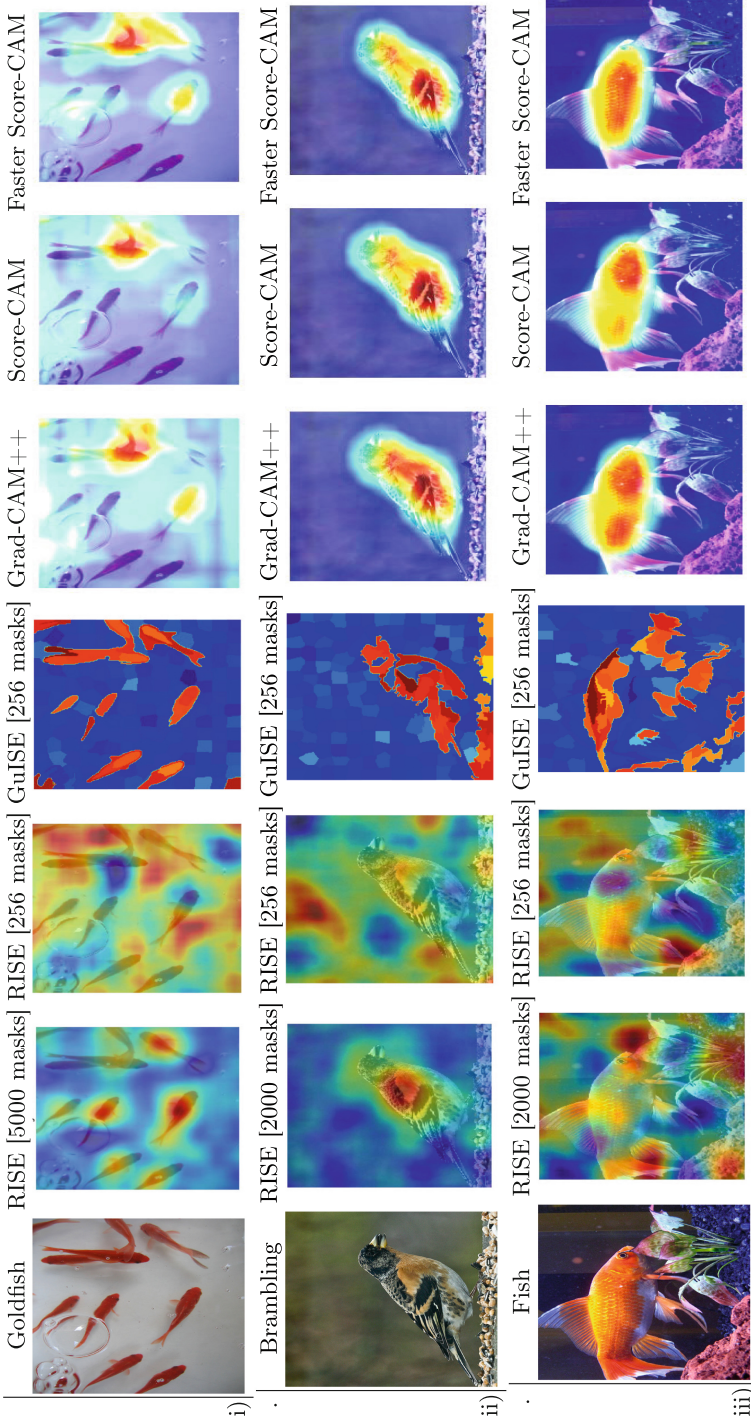 Goldfish
RISE [5000 masks]
RISE [256 masks]
GuISE [256 masks]
Grad-CAM++
Score-CAM
Faster Score-CAM
i)
Brambling
RISE [2000 masks]
RISE [256 masks]
GuISE [256 masks]
Grad-CAM++
Score-CAM
Faster Score-CAM
ii)
Fish
RISE [2000 masks]
RISE [256 masks]
GuISE [256 masks]
Grad-CAM++
Score-CAM
Faster Score-CAM
iii)